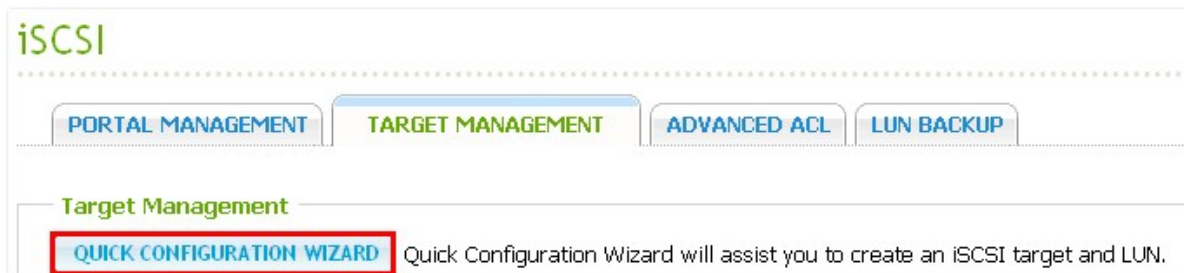 iSCSI
PORTAL MANAGEMENT TARGET MANAGEMENT ADVANCED ACL LUN BACKUP
Target Management
QUICK CONFIGURATION WIZARD Quick Configuration Wizard will assist you to create an iSCSI target and LUN.